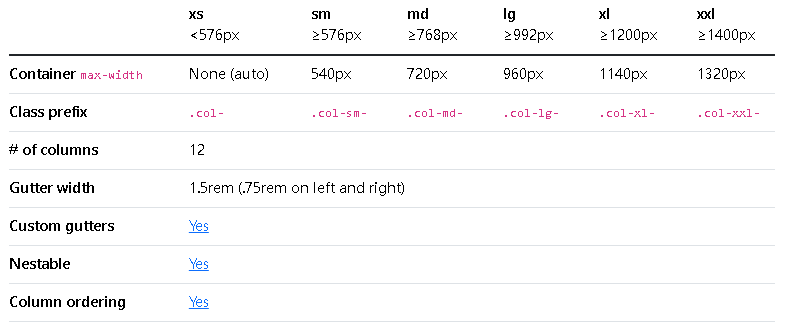 xs sm md lg xl xxl
<576px ≥576px ≥768px ≥992px ≥1200px ≥1400px
Container max-width None (auto) 540px 720px 960px 1140px 1320px
Class prefix .col- .col-sm- .col-md- .col-lg- .col-xl- .col-xxl-
# of columns 12
Gutter width 1.5rem (.75rem on left and right)
Custom gutters Yes
Nestable Yes
Column ordering Yes